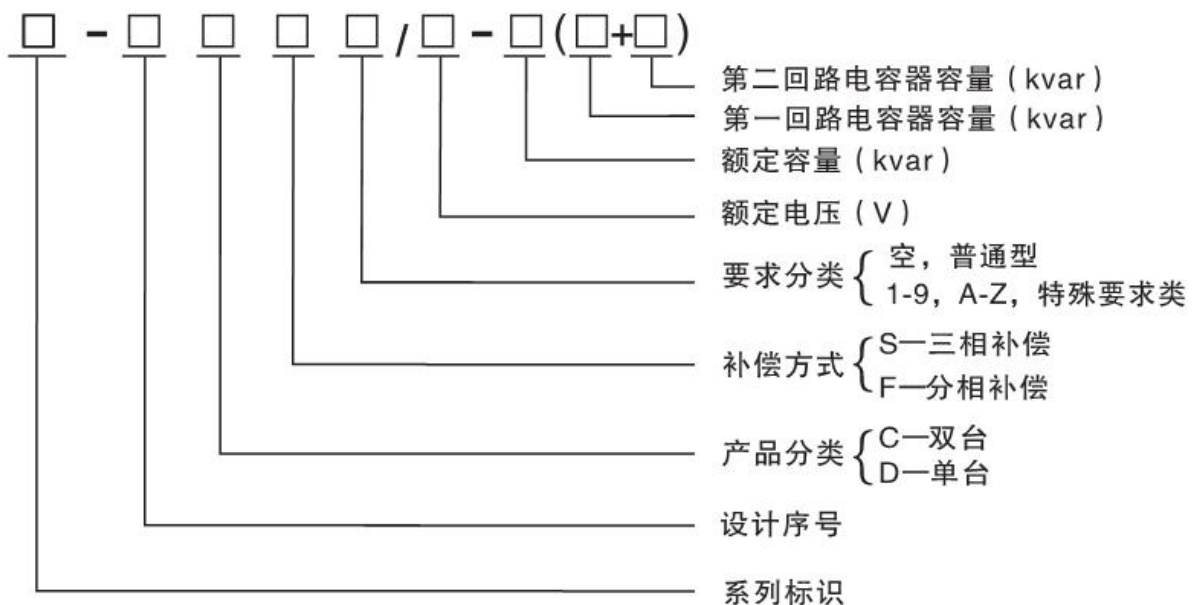 □-□□□□/□-□(□+□)
第二回路电容器容量(kvar)
第一回路电容器容量(kvar)
额定容量(kvar)
额定电压(V)
要求分类{空，普通型
1-9，A-Z，特殊要求类
补偿方式{S—三相补偿
F—分相补偿
产品分类{C—双台
D—单台
设计序号
系列标识